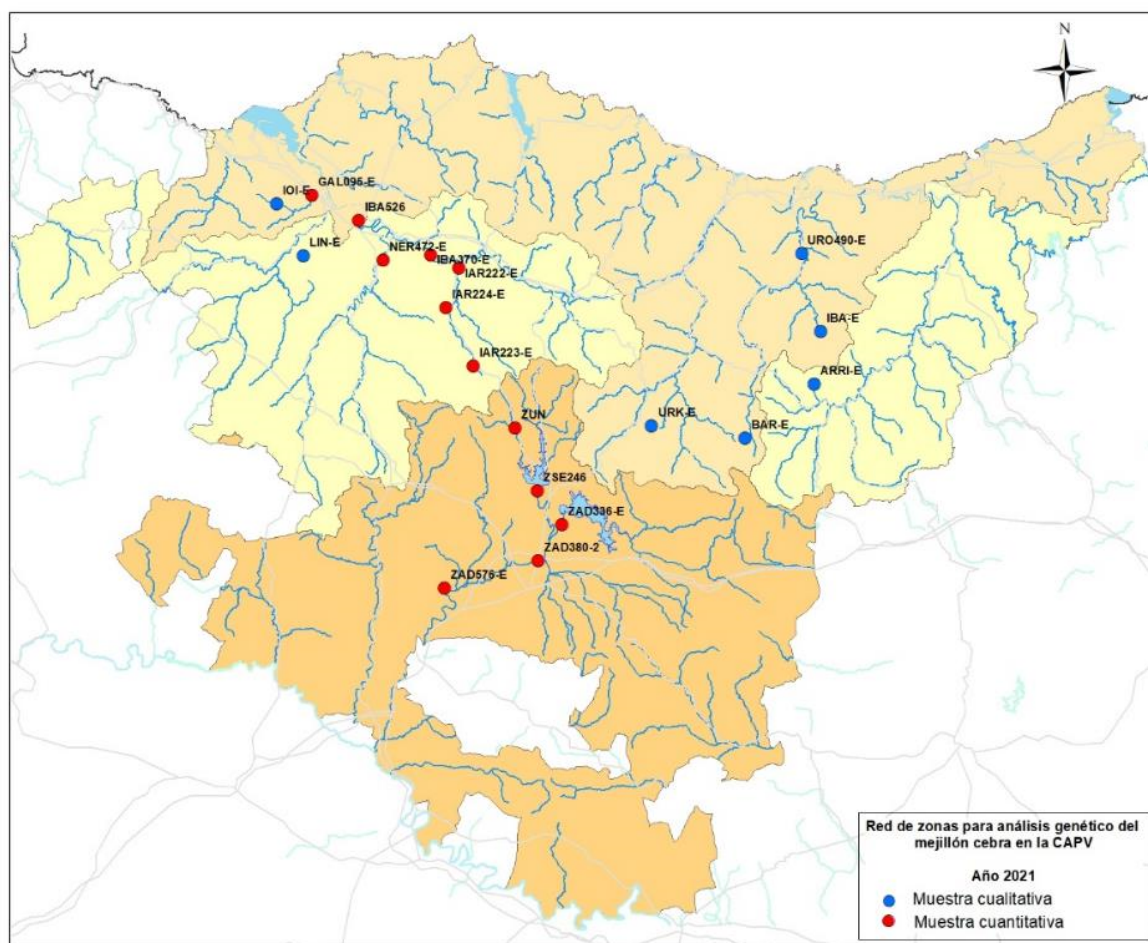 N
GAL095-E
IOI-E
IBA526
LIN-E
NER472-E
IBA370-E
IAR222-E
URO490-E
IAR224-E
IBA-E
IAR223-E
ARRI-E
ZUN
URK-E
BAR-E
ZSE246
ZAD336-E
ZAD380-2
ZAD576-E
Red de zonas para análisis genético del
mejillón cebra en la CAPV
Año 2021
Muestra cualitativa
Muestra cuantitativa